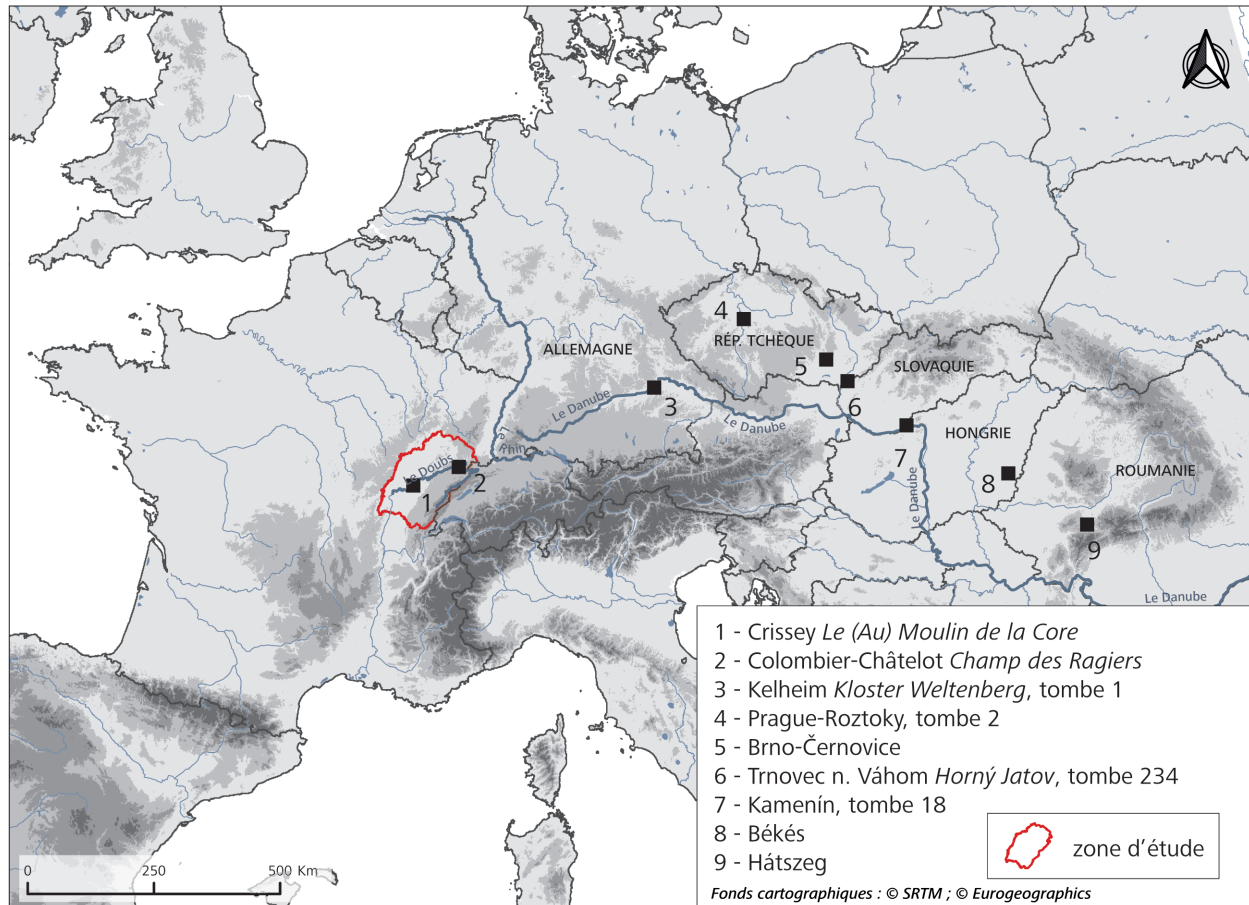 4
RÉP. TCHÈQUE
ALLEMAGNE
5
SLOVAQUIE
6
3
Le Danube
Le Danube
Le Rhin
HONGRIE
7
Le Doubs
2
1
8
ROUMANIE
Le Danube
9
Le Danube
1 - Crissey Le (Au) Moulin de la Core
2 - Colombier-Châtelot Champ des Ragiers
3 - Kelheim Kloster Weltenberg, tombe 1
4 - Prague-Roztoky, tombe 2
5 - Brno-Černovice
6 - Trnovec n. Váhom Horný Jatov, tombe 234
7 - Kamenín, tombe 18
8 - Békés
9 - Hátszeg
zone d'étude
0 250 500 Km
Fonds cartographiques : © SRTM ; © Eurogeographics